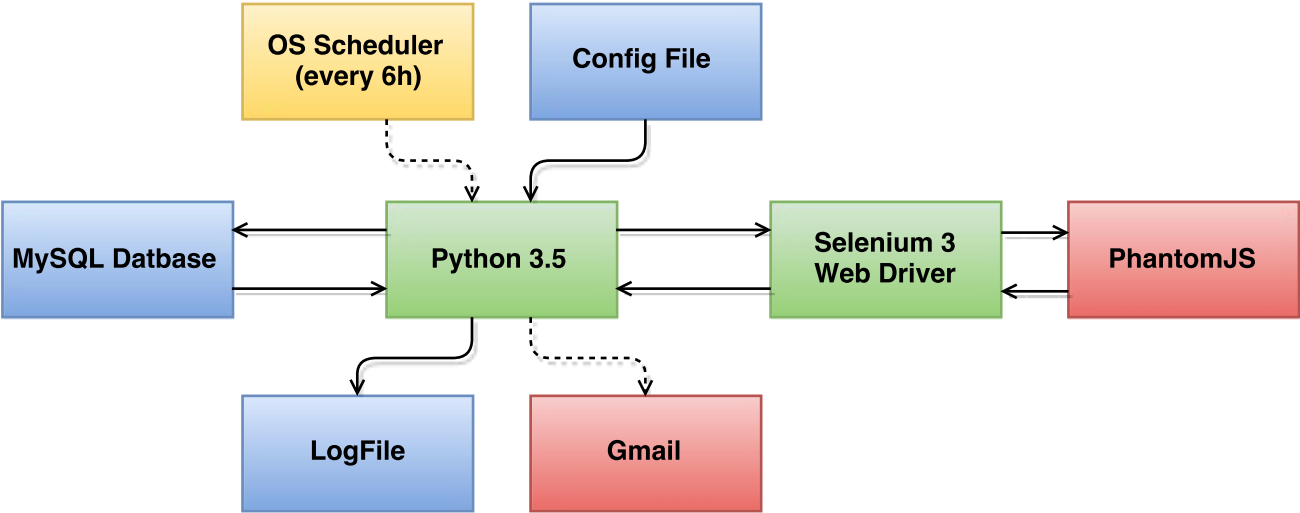 OS Scheduler
(every 6h)
Config File
MySQL Datbase
Python 3.5
Selenium 3
Web Driver
PhantomJS
LogFile
Gmail